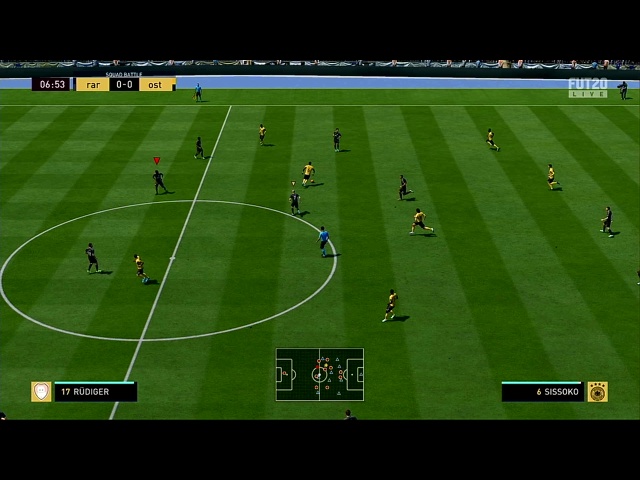 SQUAD BATTLE
06:53 rar 0-0 ost
FUT20
LIVE
17 RÜDIGER
6 SISSOKO